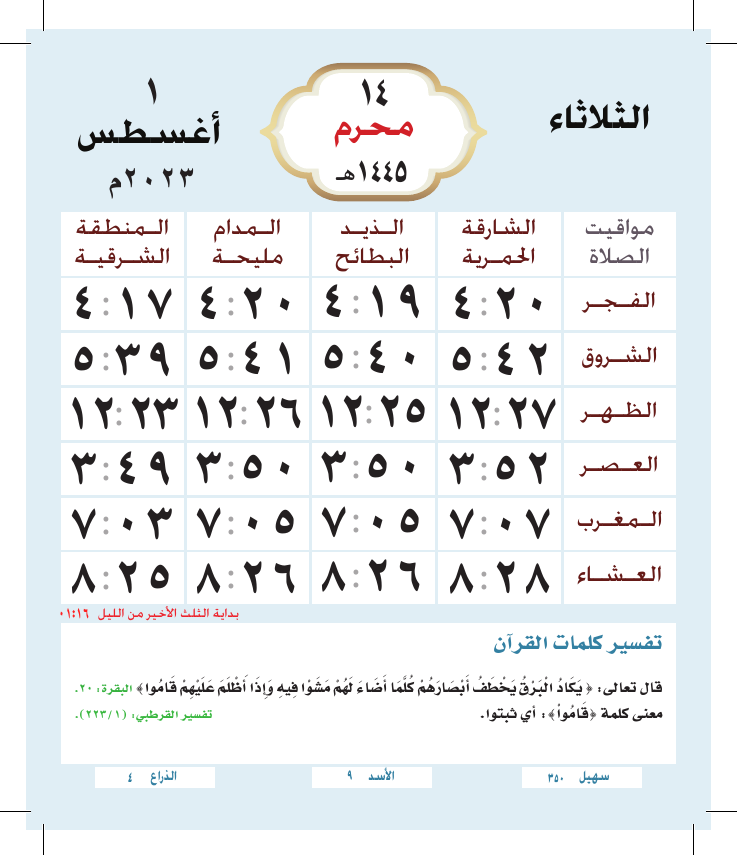 الثلاثاء
١٤
محرم
١٤٤٥هـ
١
أغسطس
٢٠٢٣م
مواقيت الصلاة | الشارقة الحمرية | الذيد البطائح | المدام مليحة | المنطقة الشرقية
الفجر | ٤:٢٠ | ٤:١٩ | ٤:٢٠ | ٤:١٧
الشروق | ٥:٤٢ | ٥:٤٠ | ٥:٤١ | ٥:٣٩
الظهر | ١٢:٢٧ | ١٢:٢٥ | ١٢:٢٦ | ١٢:٢٣
العصر | ٣:٥٢ | ٣:٥٠ | ٣:٥٠ | ٣:٤٩
المغرب | ٧:٠٧ | ٧:٠٥ | ٧:٠٥ | ٧:٠٣
العشاء | ٨:٢٨ | ٨:٢٦ | ٨:٢٦ | ٨:٢٥
بداية الثلث الأخير من الليل ٠١:١٦
تفسير كلمات القرآن
قال تعالى: ﴿يَكَادُ الْبَرْقُ يَخْطَفُ أَبْصَارَهُمْ كُلَّمَا أَضَاءَ لَهُمْ مَشَوْا فِيهِ وَإِذَا أَظْلَمَ عَلَيْهِمْ قَامُوا﴾ البقرة: ٢٠.
معنى كلمة ﴿قَامُواْ﴾: أي ثبتوا. تفسير القرطبي: (٢٢٣/١).
سهيل ٣٥٠
الأسد ٩
الذراع ٤